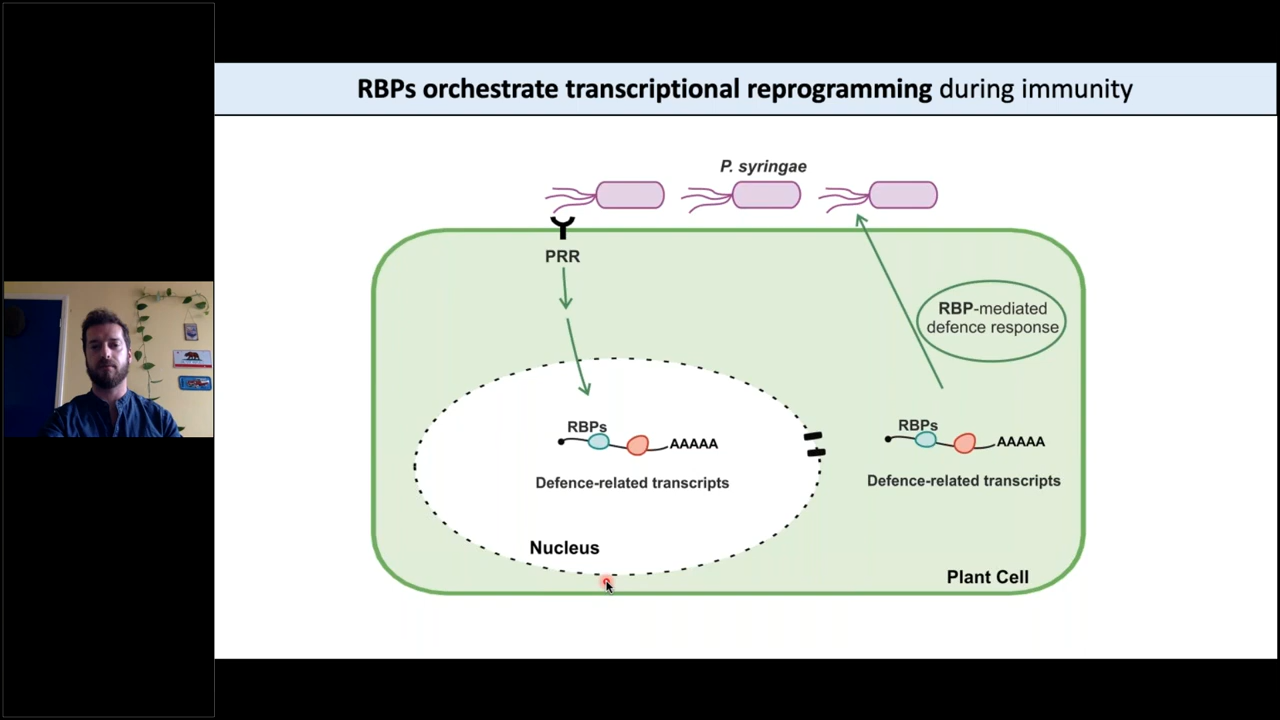 RBPs orchestrate transcriptional reprogramming during immunity
P. syringae
PRR
RBP-mediated
defence response
RBPs
AAAAA
Defence-related transcripts
RBPs
AAAAA
Defence-related transcripts
Nucleus
Plant Cell